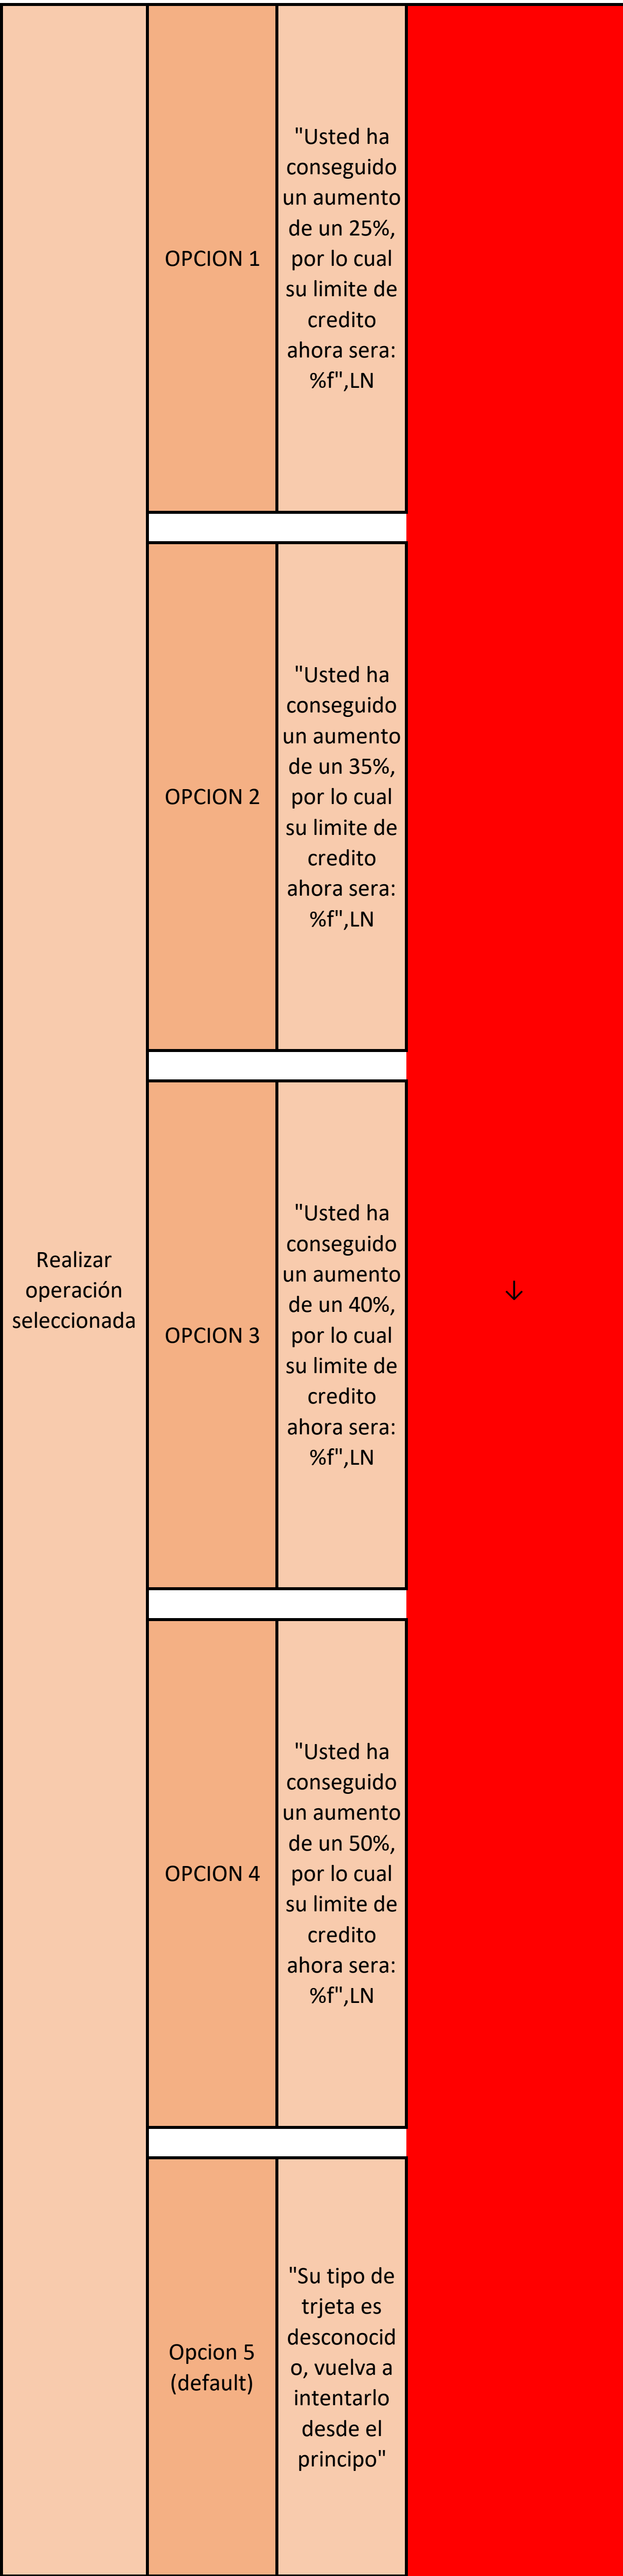 OPCION 1
"Usted ha
conseguido
un aumento
de un 25%,
por lo cual
su limite de
credito
ahora sera:
%f",LN
OPCION 2
"Usted ha
conseguido
un aumento
de un 35%,
por lo cual
su limite de
credito
ahora sera:
%f",LN
Realizar
operación
seleccionada
OPCION 3
"Usted ha
conseguido
un aumento
de un 40%,
por lo cual
su limite de
credito
ahora sera:
%f",LN
↓
OPCION 4
"Usted ha
conseguido
un aumento
de un 50%,
por lo cual
su limite de
credito
ahora sera:
%f",LN
Opcion 5
(default)
"Su tipo de
trjeta es
desconocid
o, vuelva a
intentarlo
desde el
principo"